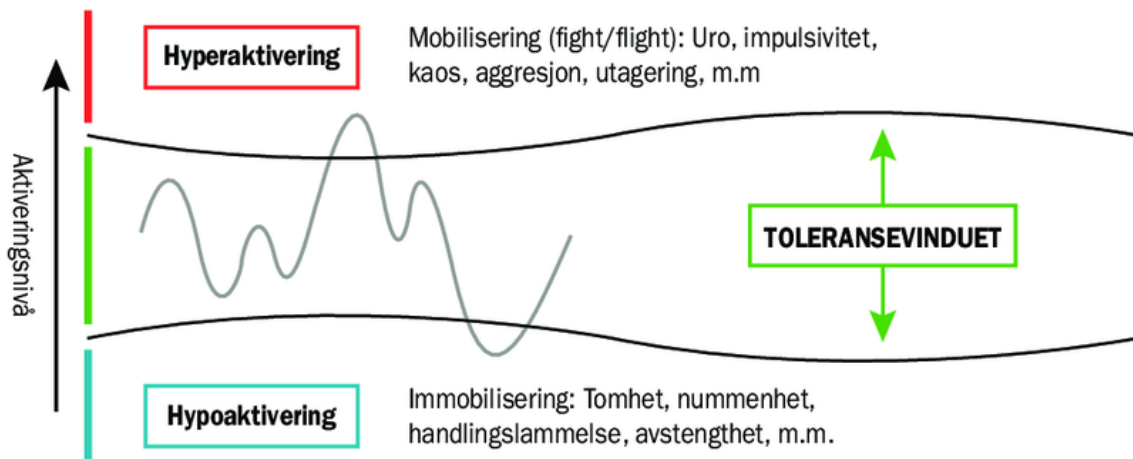 Hyperaktivering
Mobilisering (fight/flight): Uro, impulsivitet,
kaos, aggresjon, utagering, m.m
Aktiveringsnivå
TOLERANSEVINDUET
Hypoaktivering
Immobilisering: Tomhet, nummenhet,
handlingslammelse, avstengthet, m.m.